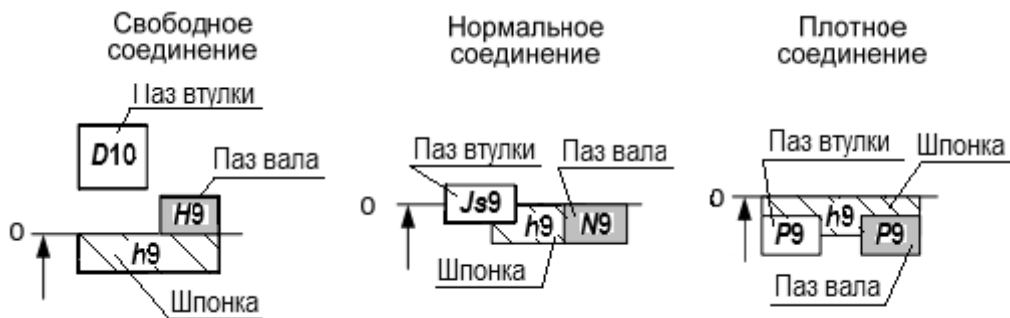 Свободное
соединение
Паз втулки
D10
Паз вала
H9
0
h9
Шпонка
Нормальное
соединение
Паз втулки
Паз вала
0
Js9
h9
N9
Шпонка
Плотное
соединение
Паз втулки
Шпонка
0
h9
P9
P9
Паз вала